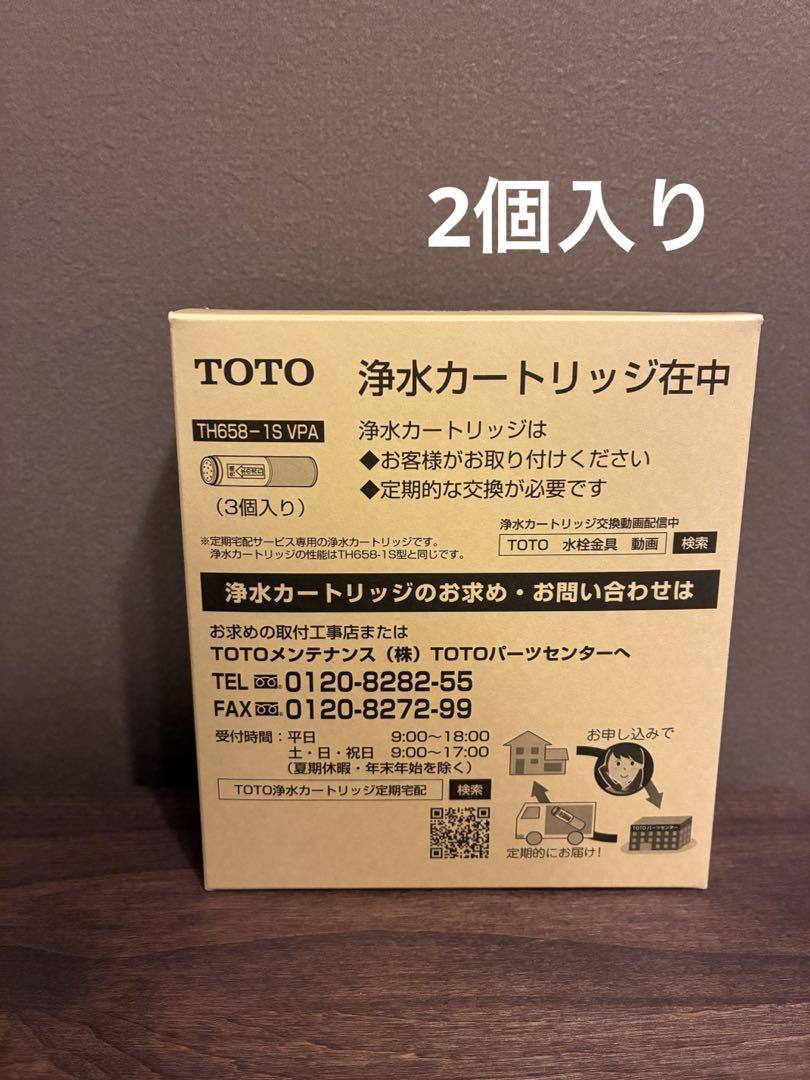 2個入り
TOTO 浄水カートリッジ在中
TH658-1S VPA
(3個入り)
浄水カートリッジは
◆お客様がお取り付けください
◆定期的な交換が必要です
※定期宅配サービス専用の浄水カートリッジです。
浄水カートリッジの性能はTH658-1S型と同じです。
浄水カートリッジ交換動画配信中
TOTO 水栓金具 動画 検索
浄水カートリッジのお求め・お問い合わせは
お求めの取付工事店または
TOTOメンテナンス(株)TOTOパーツセンターへ
TEL 0120-8282-55
FAX 0120-8272-99
受付時間:平日 9:00~18:00
土・日・祝日 9:00~17:00
(夏期休暇・年末年始を除く)
TOTO浄水カートリッジ定期宅配 検索
お申し込みで
TOTOパーツセンター
定期的にお届け!